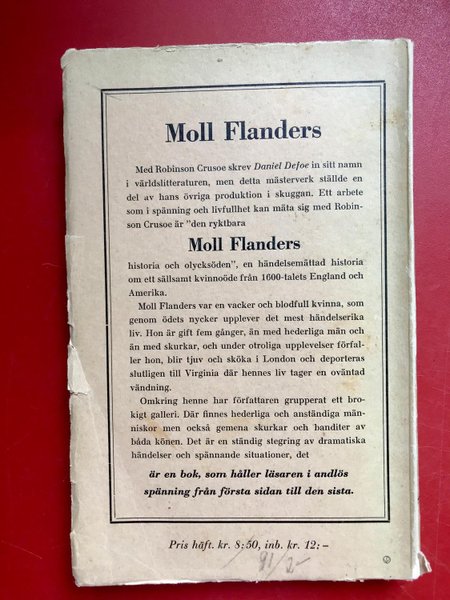 Moll Flanders
Med Robinson Crusoe skrev Daniel Defoe in sitt namn
i världslitteraturen, men detta mästerverk ställde en
del av hans övriga produktion i skuggan. Ett arbete
som i spänning och livfullhet kan mäta sig med Robin-
son Crusoe är "den ryktbara
Moll Flanders
historia och olycksöden", en händelsemättad historia
om ett sällsamt kvinnoöde från 1600-talets England och
Amerika.
Moll Flanders var en vacker och blodfull kvinna, som
genom ödets nycker upplever det mest händelserika
liv. Hon är gift fem gånger, än med hederliga män och
än med skurkar, och under otroliga upplevelser förfal-
ler hon, blir tjuv och sköka i London och deporteras
slutligen till Virginia där hennes liv tager en oväntad
vändning.
Omkring henne har författaren grupperat ett bro-
kigt galleri. Där finnes hederliga och anständiga män-
niskor men också gemena skurkar och banditer av
båda könen. Det är en ständig stegring av dramatiska
händelser och spännande situationer, det
är en bok, som håller läsaren i andlös
spänning från första sidan till den sista.
Pris häft. kr. 8:50, inb. kr. 12:–